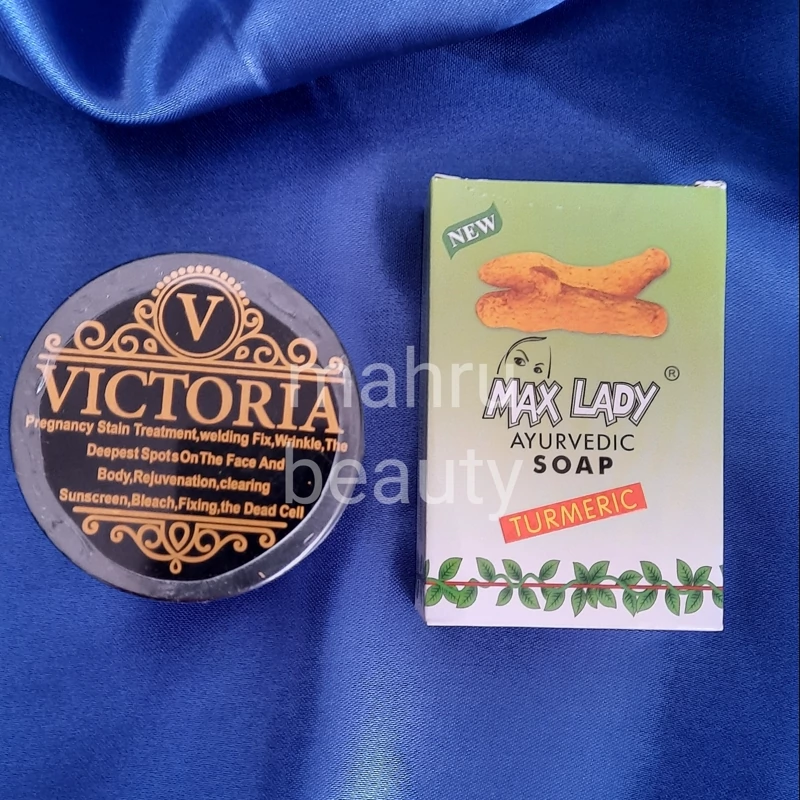 V
VICTORIA
Pregnancy Stain Treatment,welding Fix,Wrinkle,The
Deepest Spots On The Face And
Body,Rejuvenation,clearing
Sunscreen,Bleach,Fixing,the Dead Cell
NEW
MAX LADY ®
AYURVEDIC
SOAP
TURMERIC
mahru
beauty